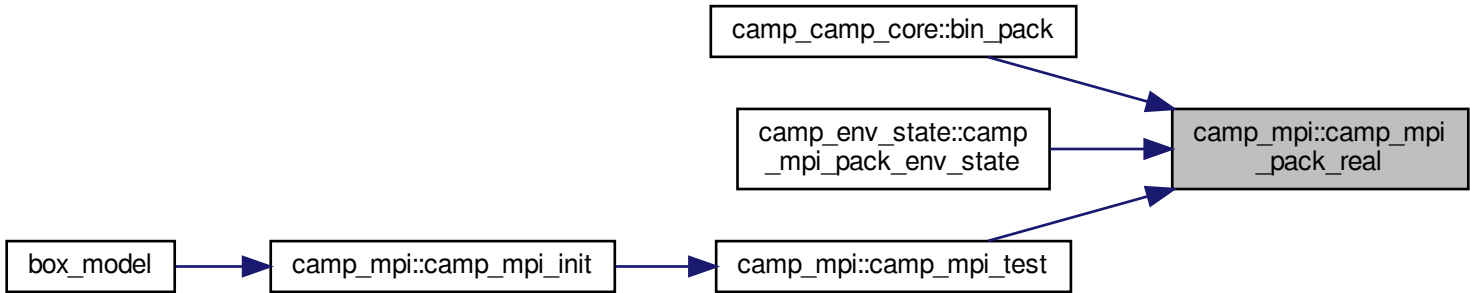 camp_camp_core::bin_pack
camp_env_state::camp
_mpi_pack_env_state
camp_mpi::camp_mpi
_pack_real
box_model
camp_mpi::camp_mpi_init
camp_mpi::camp_mpi_test